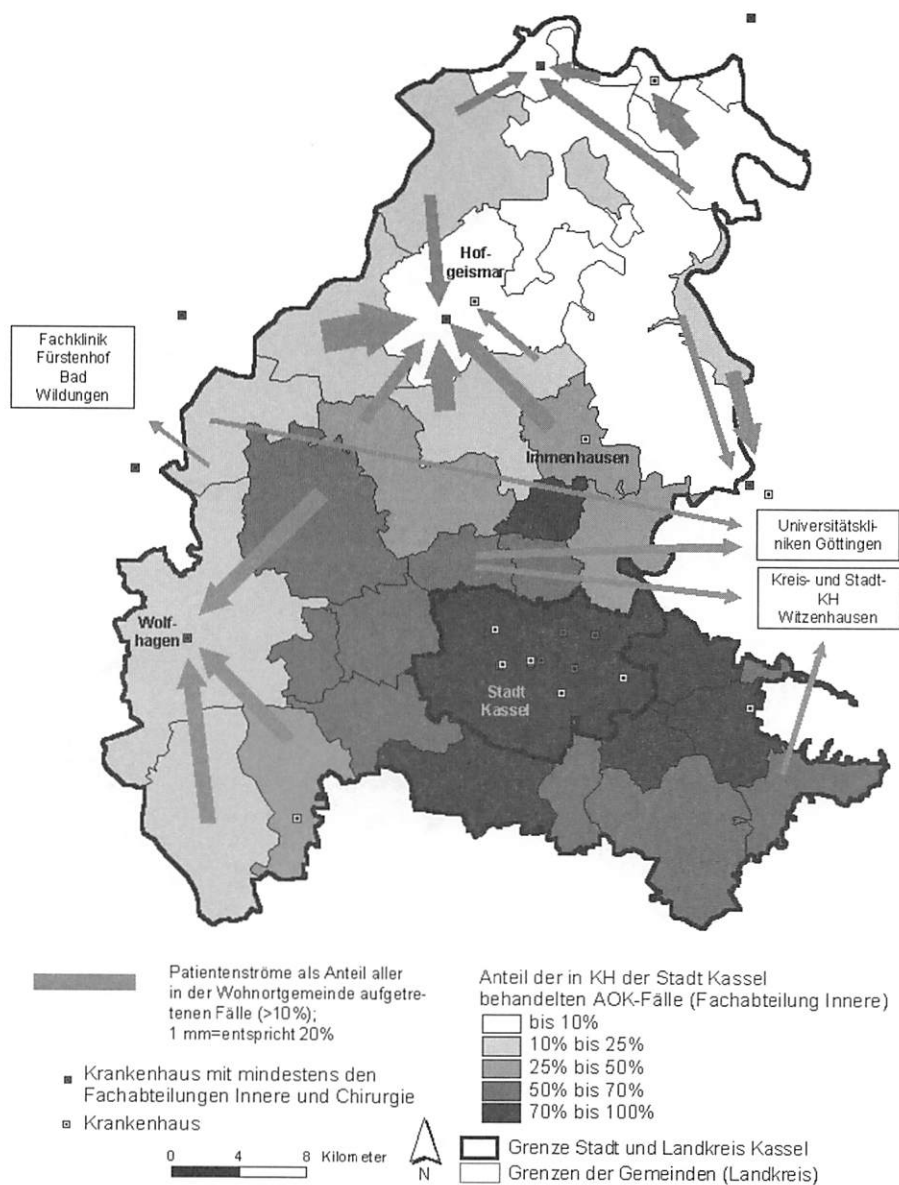 Hof-
geismar
Fachklinik
Fürstenhof
Bad
Wildungen
Immenhausen
Universitätskli-
niken Göttingen
Kreis- und Stadt-
KH
Witzenhausen
Wolf-
hagen
Stadt
Kassel
Patientenströme als Anteil aller
in der Wohnortgemeinde aufgetre-
tenen Fälle (>10%);
1 mm=entspricht 20%
Krankenhaus mit mindestens den
Fachabteilungen Innere und Chirurgie
Krankenhaus
0 4 8 Kilometer
N
Anteil der in KH der Stadt Kassel
behandelten AOK-Fälle (Fachabteilung Innere)
bis 10%
10% bis 25%
25% bis 50%
50% bis 70%
70% bis 100%
Grenze Stadt und Landkreis Kassel
Grenzen der Gemeinden (Landkreis)